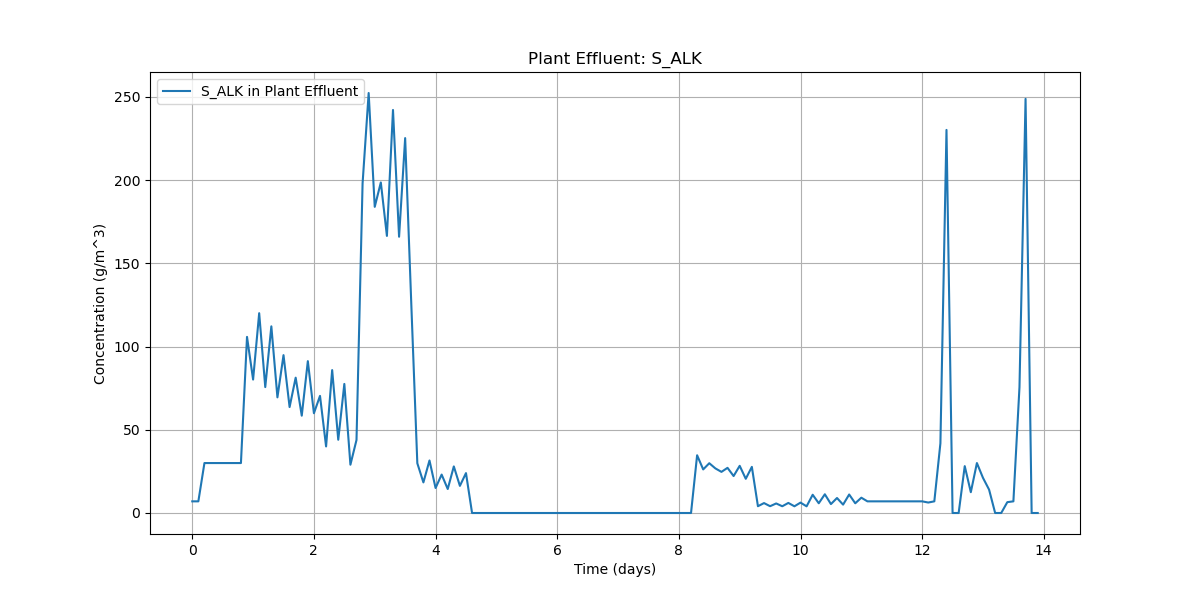 Plant Effluent: S_ALK
S_ALK in Plant Effluent
Concentration (g/m^3)
250
200
150
100
50
0
0 2 4 6 8 10 12 14
Time (days)